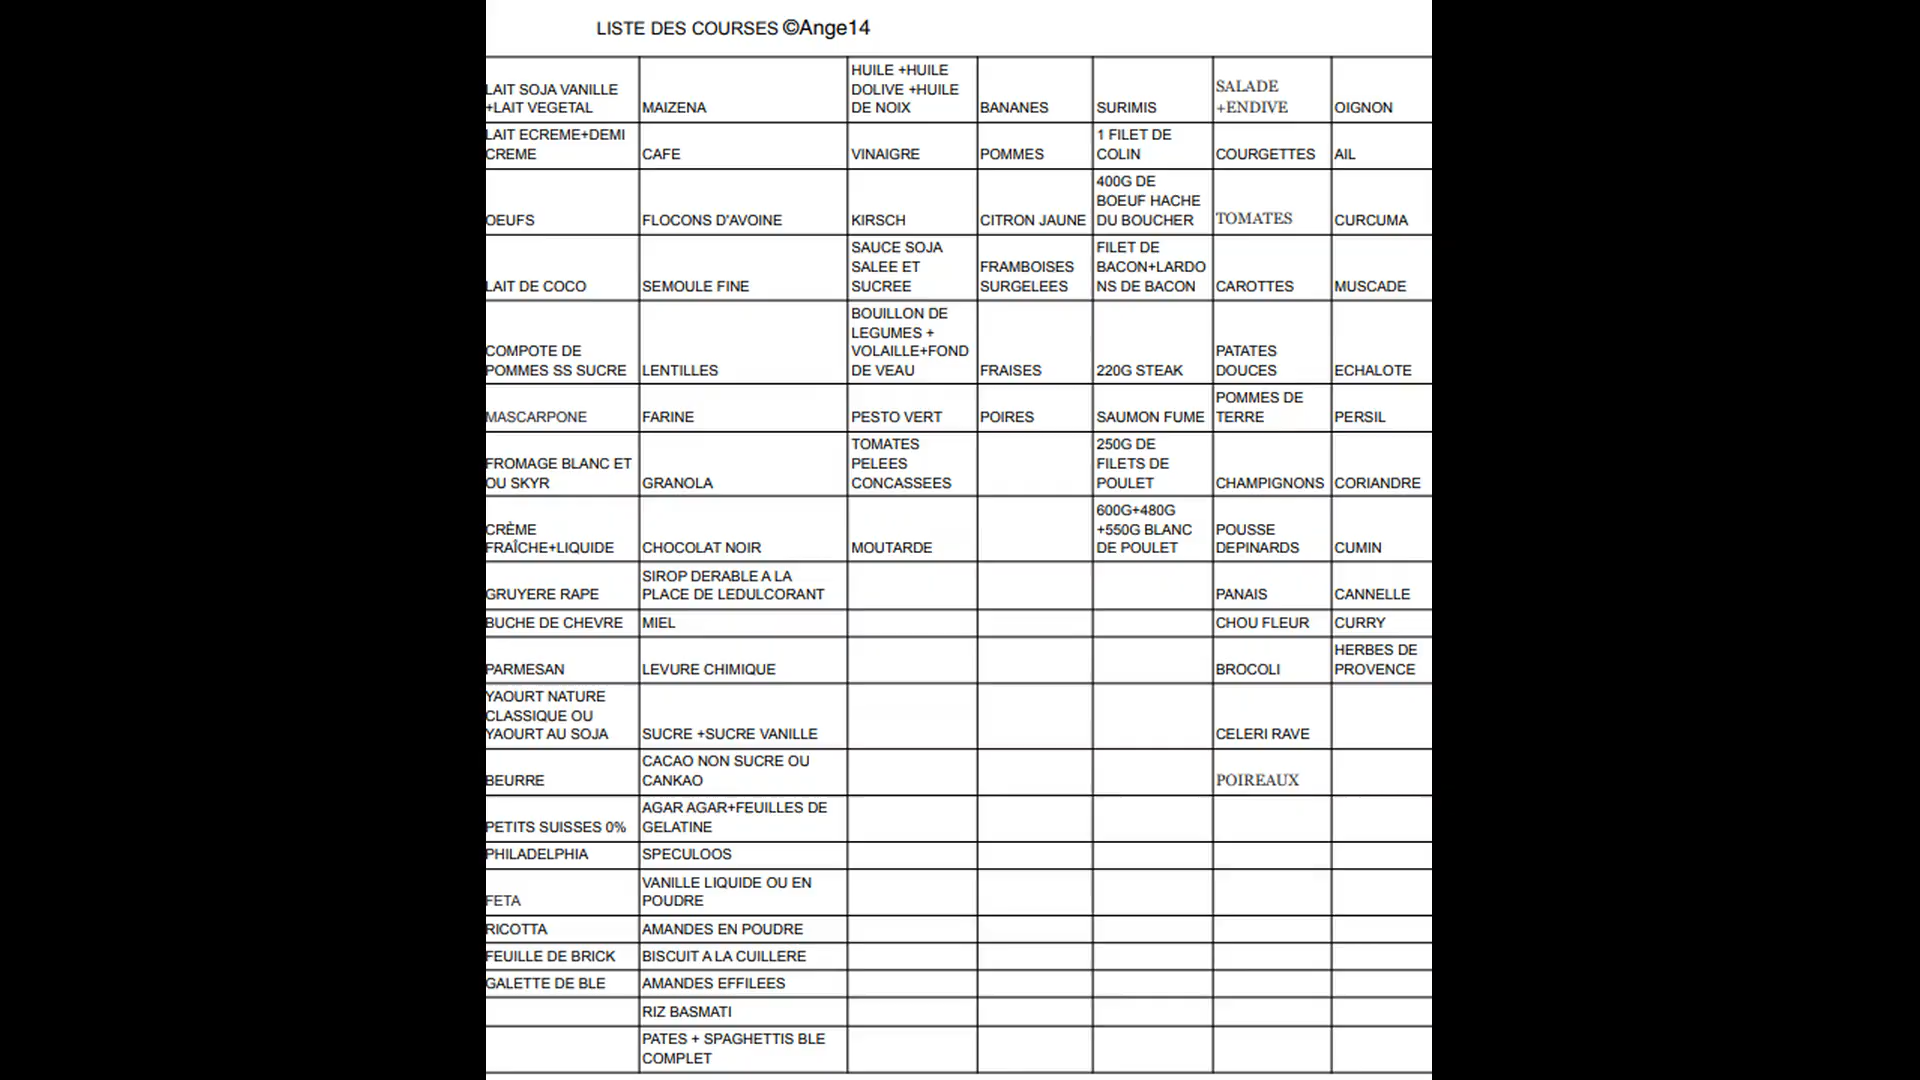 LISTE DES COURSES ©Ange14
LAIT SOJA VANILLE
+LAIT VEGETAL
MAIZENA
HUILE +HUILE
DOLIVE +HUILE
DE NOIX
BANANES
SURIMIS
SALADE
+ENDIVE
OIGNON
LAIT ECREME+DEMI
CREME
CAFE
VINAIGRE
POMMES
1 FILET DE
COLIN
COURGETTES
AIL
OEUFS
FLOCONS D'AVOINE
KIRSCH
CITRON JAUNE
400G DE
BOEUF HACHE
DU BOUCHER
TOMATES
CURCUMA
LAIT DE COCO
SEMOULE FINE
SAUCE SOJA
SALEE ET
SUCREE
FRAMBOISES
SURGELEES
FILET DE
BACON+LARDO
NS DE BACON
CAROTTES
MUSCADE
COMPOTE DE
POMMES SS SUCRE
LENTILLES
BOUILLON DE
LEGUMES +
VOLAILLE+FOND
DE VEAU
FRAISES
220G STEAK
PATATES
DOUCES
ECHALOTE
MASCARPONE
FARINE
PESTO VERT
POIRES
SAUMON FUME
POMMES DE
TERRE
PERSIL
FROMAGE BLANC ET
OU SKYR
GRANOLA
TOMATES
PELEES
CONCASSEES
250G DE
FILETS DE
POULET
CHAMPIGNONS
CORIANDRE
CRÈME
FRAÎCHE+LIQUIDE
CHOCOLAT NOIR
MOUTARDE
600G+480G
+550G BLANC
DE POULET
POUSSE
DEPINARDS
CUMIN
GRUYERE RAPE
SIROP DERABLE A LA
PLACE DE LEDULCORANT
PANAIS
CANNELLE
BUCHE DE CHEVRE
MIEL
CHOU FLEUR
CURRY
PARMESAN
LEVURE CHIMIQUE
BROCOLI
HERBES DE
PROVENCE
YAOURT NATURE
CLASSIQUE OU
YAOURT AU SOJA
SUCRE +SUCRE VANILLE
CELERI RAVE
BEURRE
CACAO NON SUCRE OU
CANKAO
POIREAUX
PETITS SUISSES 0%
AGAR AGAR+FEUILLES DE
GELATINE
PHILADELPHIA
SPECULOOS
FETA
VANILLE LIQUIDE OU EN
POUDRE
RICOTTA
AMANDES EN POUDRE
FEUILLE DE BRICK
BISCUIT A LA CUILLERE
GALETTE DE BLE
AMANDES EFFILEES
RIZ BASMATI
PATES + SPAGHETTIS BLE
COMPLET